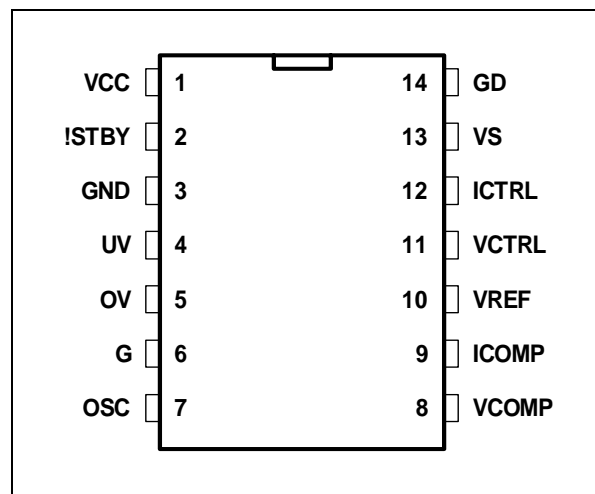 VCC 1 14 GD
!STBY 2 13 VS
GND 3 12 ICTRL
UV 4 11 VCTRL
OV 5 10 VREF
G 6 9 ICOMP
OSC 7 8 VCOMP